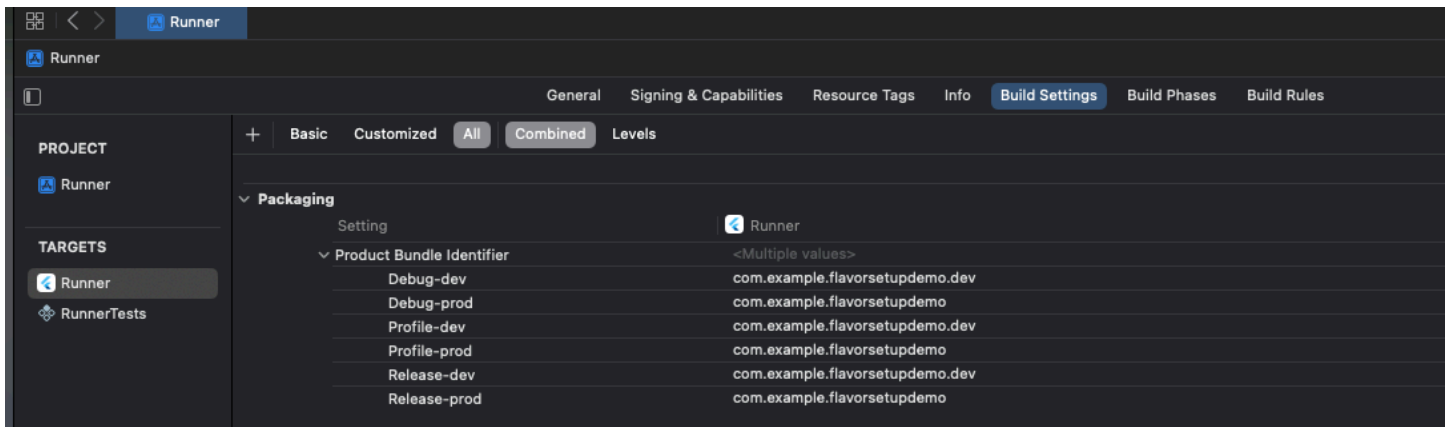 Runner
Runner
General Signing & Capabilities Resource Tags Info Build Settings Build Phases Build Rules
+ Basic Customized All Combined Levels
PROJECT
Runner
TARGETS
Runner
RunnerTests
Packaging
Setting Runner
Product Bundle Identifier <Multiple values>
Debug-dev com.example.flavorsetupdemo.dev
Debug-prod com.example.flavorsetupdemo
Profile-dev com.example.flavorsetupdemo.dev
Profile-prod com.example.flavorsetupdemo
Release-dev com.example.flavorsetupdemo.dev
Release-prod com.example.flavorsetupdemo